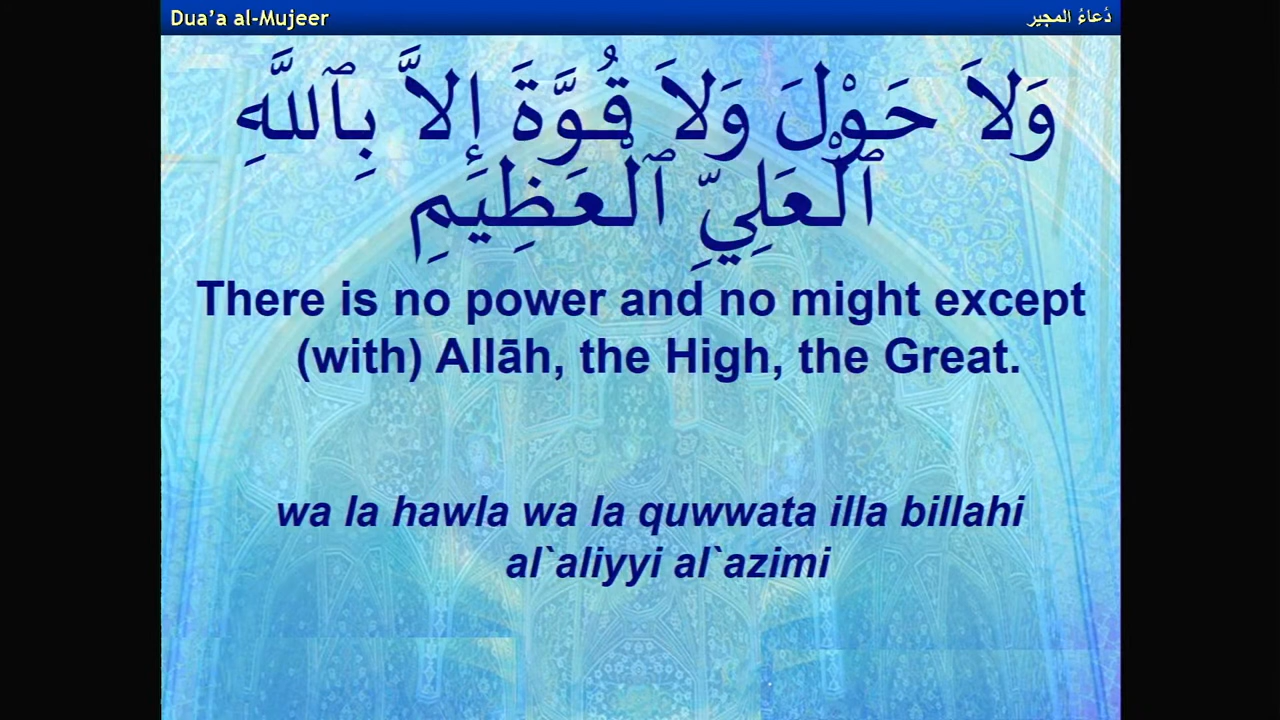 Dua’a al-Mujeer
دُعاءُ المجير
وَلاَ حَوْلَ وَلاَ قُوَّةَ إِلاَّ بِٱللَّهِ
ٱلْعَلِيِّ ٱلْعَظِيمِ
There is no power and no might except
(with) Allāh, the High, the Great.
wa la hawla wa la quwwata illa billahi
al`aliyyi al`azimi